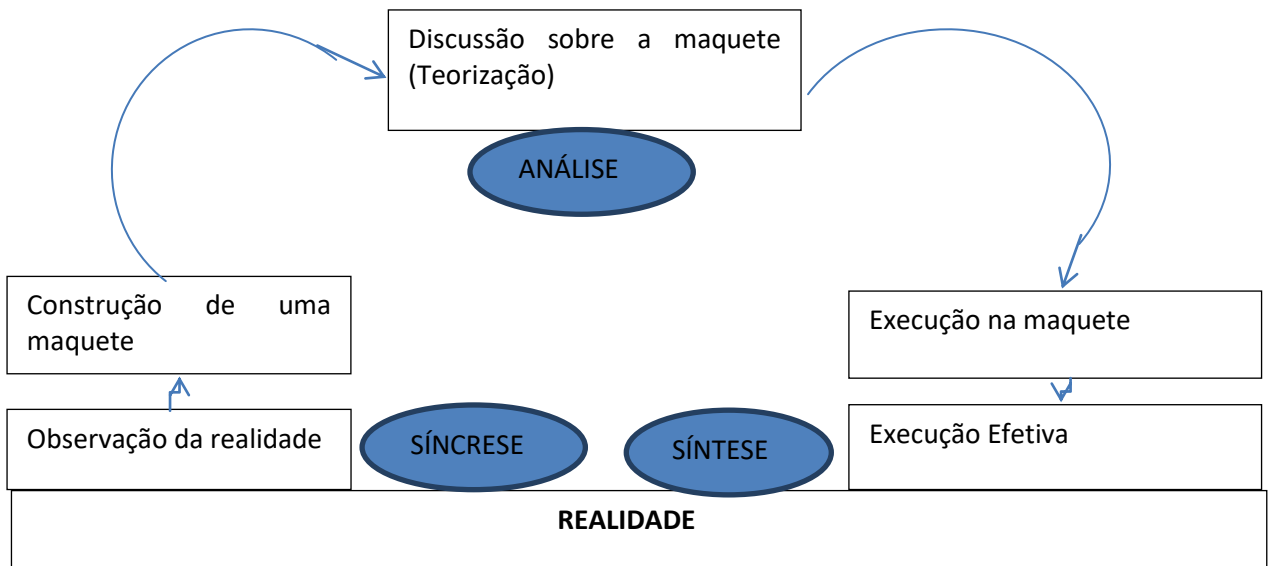 Discussão sobre a maquete
(Teorização)
ANÁLISE
Construção de uma
maquete
Execução na maquete
Observação da realidade
SÍNCRESE
SÍNTESE
Execução Efetiva
REALIDADE